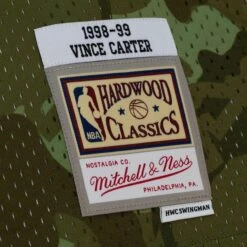 1998-99
VINCE CARTER
NBA
HARDWOOD
CLASSICS
NOSTALGIA CO.
Mitchell & Ness
PHILADELPHIA, PA.
HWC SWINGMAN